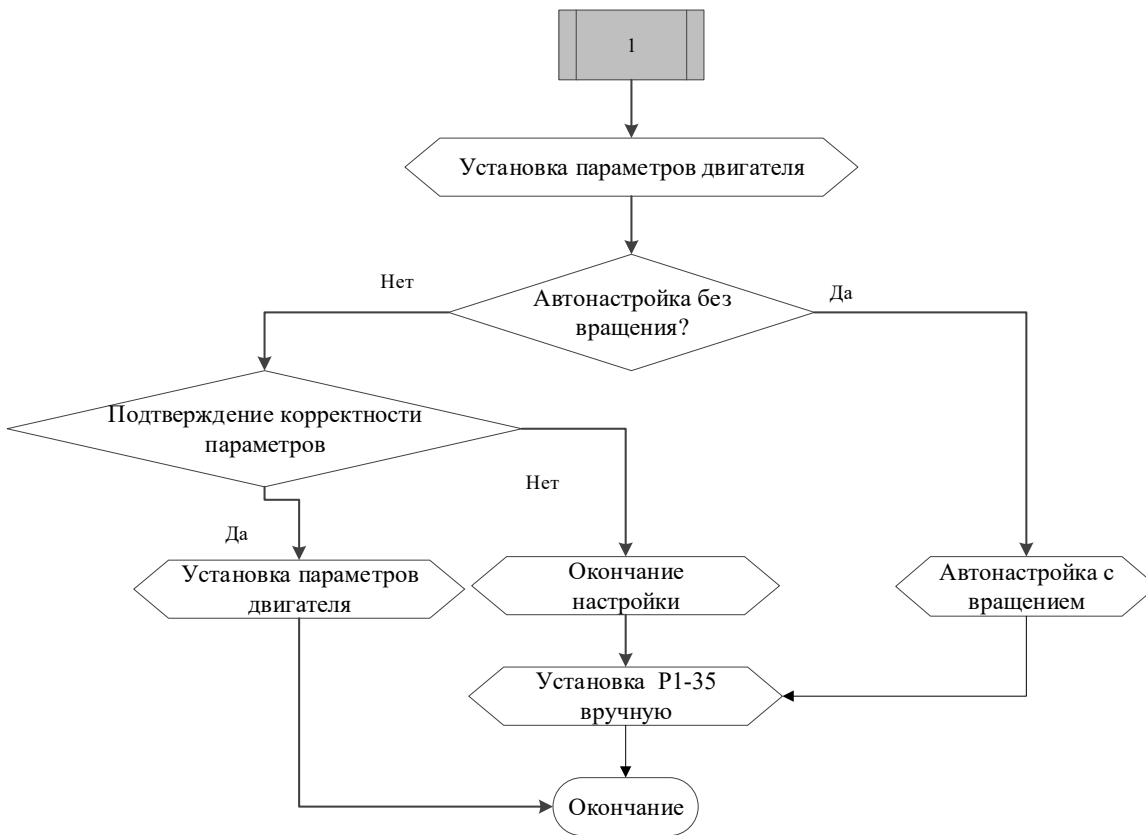 1
Установка параметров двигателя
Нет
Автонастройка без
вращения?
Да
Подтверждение корректности
параметров
Нет
Да
Установка параметров
двигателя
Окончание
настройки
Автонастройка с
вращением
Установка P1-35
вручную
Окончание